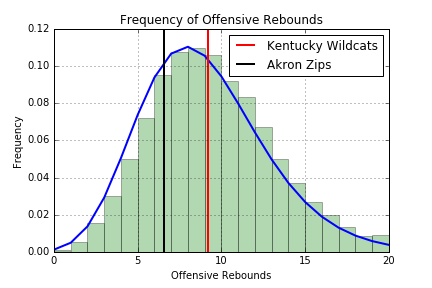 Frequency of Offensive Rebounds
0.12
0.10
0.08
0.06
0.04
0.02
0.00
Frequency
Kentucky Wildcats
Akron Zips
0 5 10 15 20
Offensive Rebounds